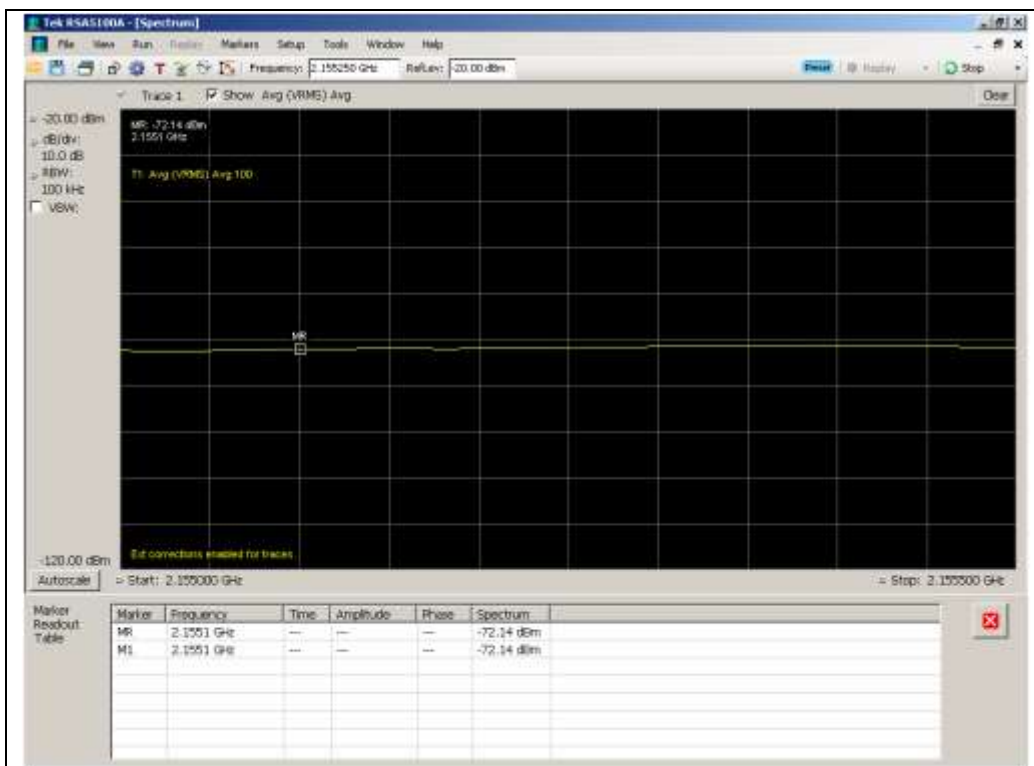 Tek RSA5100A - [Spectrum]
File View Run Replay Markers Setup Tools Window Help
Frequency: 2.155250 GHz RefLev: -20.00 dBm Preset Replay Stop
Trace 1 Show Avg (VRMS) Avg Clear
-20.00 dBm
dB/div:
10.0 dB
RBW:
100 kHz
VBW:
MR: -72.14 dBm
2.1551 GHz
T1: Avg (VRMS) Avg:100
MR
Ext corrections enabled for traces
-120.00 dBm
Autoscale Start: 2.155000 GHz Stop: 2.155500 GHz
Marker Readout Table
Marker Frequency Time Amplitude Phase Spectrum
MR 2.1551 GHz --- --- --- -72.14 dBm
M1 2.1551 GHz --- --- --- -72.14 dBm